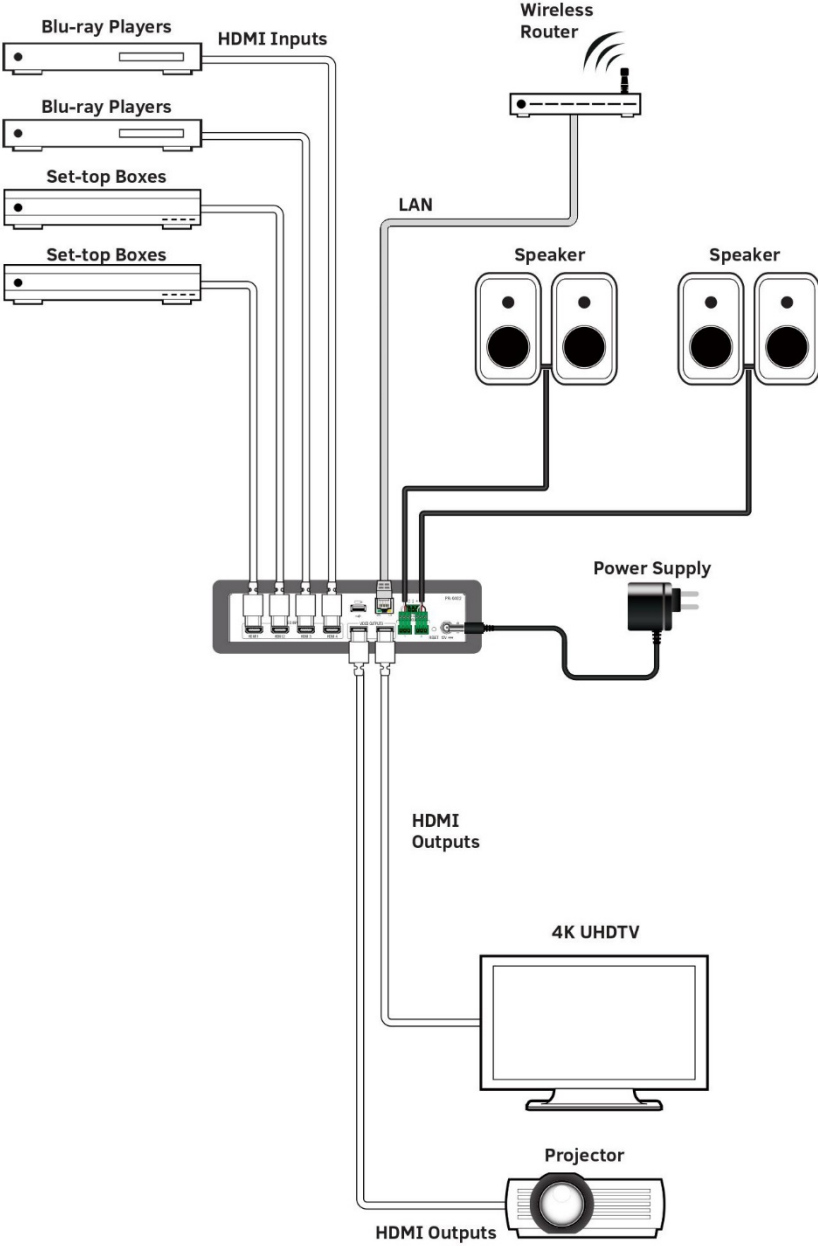 Blu-ray Players
HDMI Inputs
Wireless
Router
Blu-ray Players
Set-top Boxes
LAN
Set-top Boxes
Speaker
Speaker
Power Supply
HDMI
Outputs
4K UHDTV
Projector
HDMI Outputs